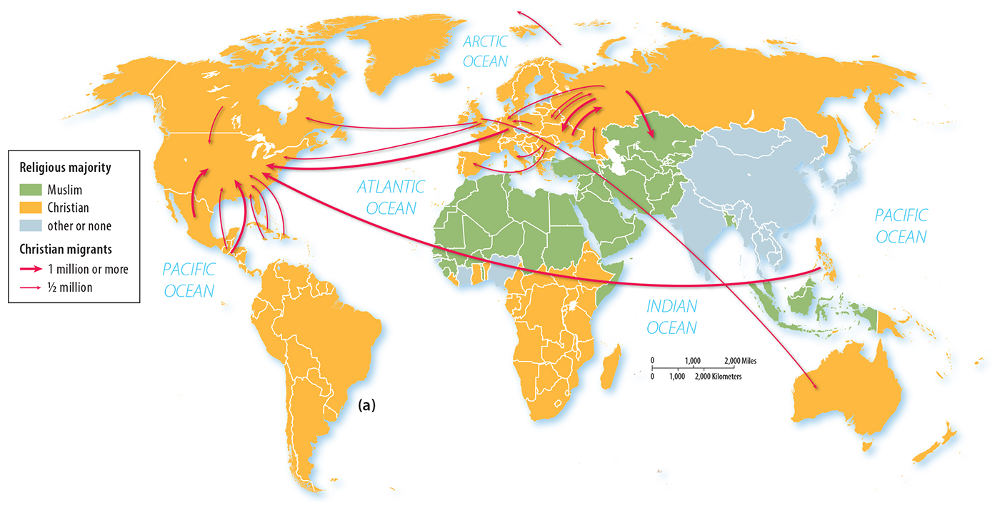 ARCTIC
OCEAN
Religious majority
Muslim
Christian
other or none
Christian migrants
1 million or more
½ million
ATLANTIC
OCEAN
PACIFIC
OCEAN
PACIFIC
OCEAN
INDIAN
OCEAN
0 1,000 2,000 Miles
0 1,000 2,000 Kilometers
(a)